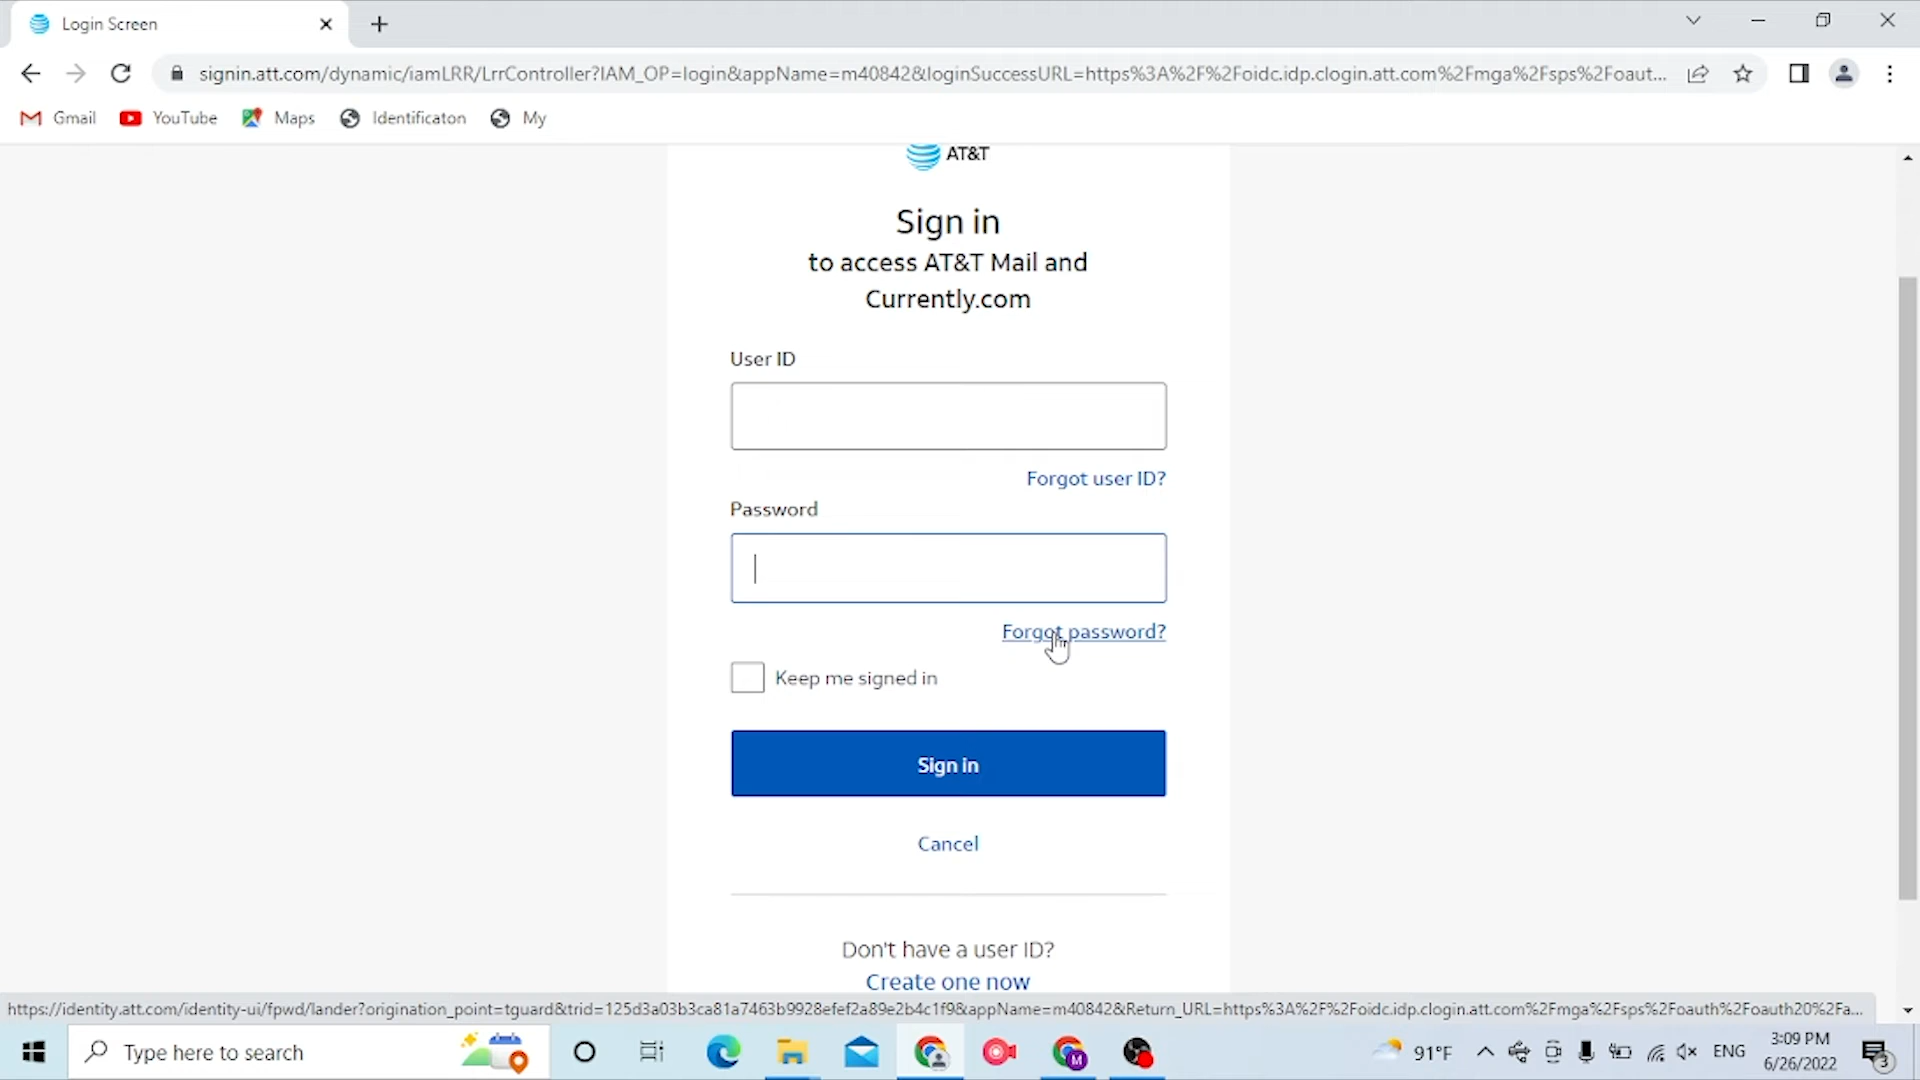 Login Screen
signin.att.com/dynamic/iamLRR/LrrController?IAM_OP=login&appName=m40842&loginSuccessURL=https%3A%2F%2Foidc.idp.clogin.att.com%2Fmga%2Fsps%2Foaut...
Gmail YouTube Maps Identificaton My
AT&T
Sign in
to access AT&T Mail and
Currently.com
User ID
Forgot user ID?
Password
Forgot password?
Keep me signed in
Sign in
Cancel
Don't have a user ID?
Create one now
https://identity.att.com/identity-ui/fpwd/lander?origination_point=tguard&trid=125d3a03b3ca81a7463b9928efef2a89e2b4c1f9&appName=m40842&Return_URL=https%3A%2F%2Foidc.idp.clogin.att.com%2Fmga%2Fsps%2Foauth%2Foauth20%2Fa...
Type here to search
M
91°F
ENG
3:09 PM
6/26/2022
3